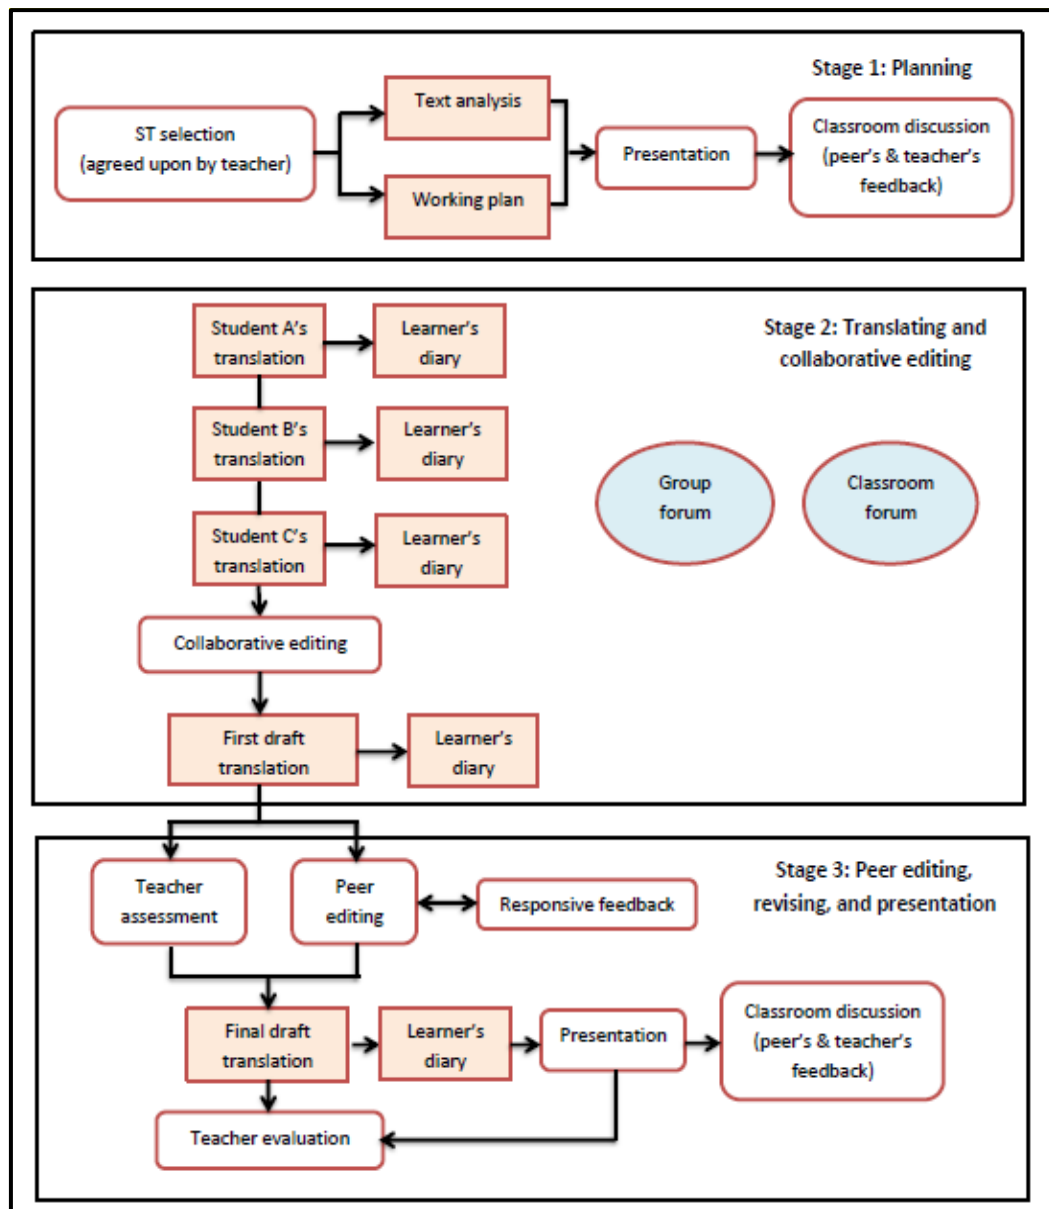 Stage 1: Planning
ST selection
(agreed upon by teacher)
Text analysis
Working plan
Presentation
Classroom discussion
(peer's & teacher's
feedback)
Stage 2: Translating and
collaborative editing
Student A's
translation
Learner's
diary
Student B's
translation
Learner's
diary
Student C's
translation
Learner's
diary
Group
forum
Classroom
forum
Collaborative editing
First draft
translation
Learner's
diary
Stage 3: Peer editing,
revising, and presentation
Teacher
assessment
Peer
editing
Responsive feedback
Final draft
translation
Learner's
diary
Presentation
Classroom discussion
(peer's & teacher's
feedback)
Teacher evaluation